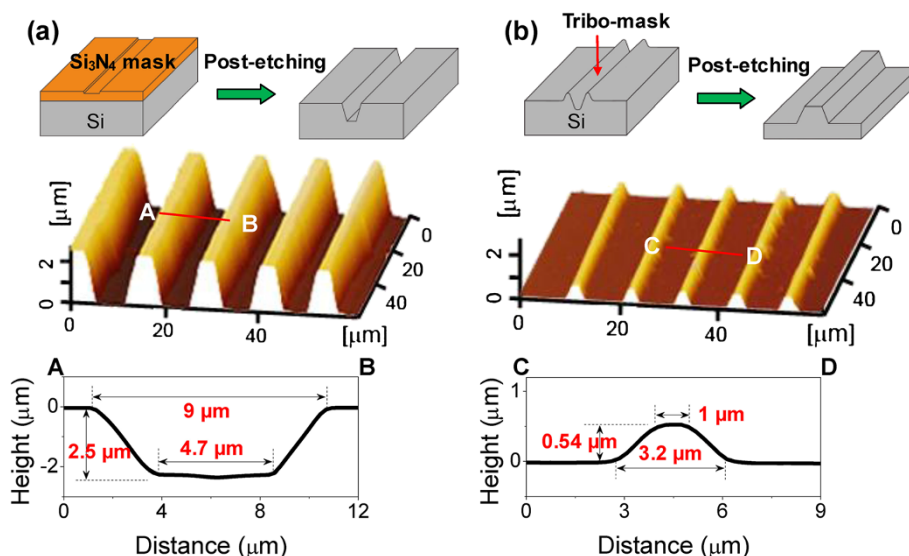 (a)
Si₃N₄ mask
Post-etching
Si
[μm]
2
0
A
B
0
20
40
[μm]
0
20
40
[μm]
A
B
Height (μm)
0
−2
9 μm
2.5 μm
4.7 μm
0
4
8
12
Distance (μm)
(b)
Tribo-mask
Post-etching
Si
[μm]
2
0
C
D
0
20
40
[μm]
0
20
40
[μm]
C
D
Height (μm)
1
0
1 μm
0.54 μm
3.2 μm
0
3
6
9
Distance (μm)